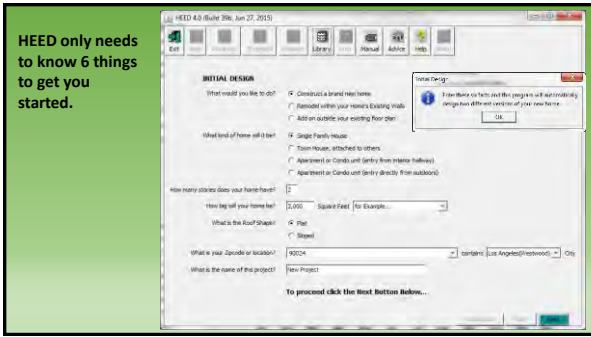 HEED only needs
to know 6 things
to get you
started.
HEED 4.0 (Build 39b, Jun 27, 2015)
Exit
Library
Manual
Advice
Help
INITIAL DESIGN
What would you like to do?
Construct a brand new home
Remodel within your Home's Existing Walls
Add on outside your existing floor plan
What kind of home will it be?
Single Family House
Town House, attached to others
Apartment or Condo unit (entry from interior hallway)
Apartment or Condo unit (entry directly from outdoors)
How many stories does your home have? 2
How big will your home be? 2,000 Square Feet for Example...
What is the Roof Shape? Flat
Sloped
What is your Zipcode or location? 90024 contains Los Angeles(Westwood) City
What is the name of this project? New Project
To proceed click the Next Button Below...
Initial Design
Enter these six facts and this program will automatically
design two different versions of your new home.
OK